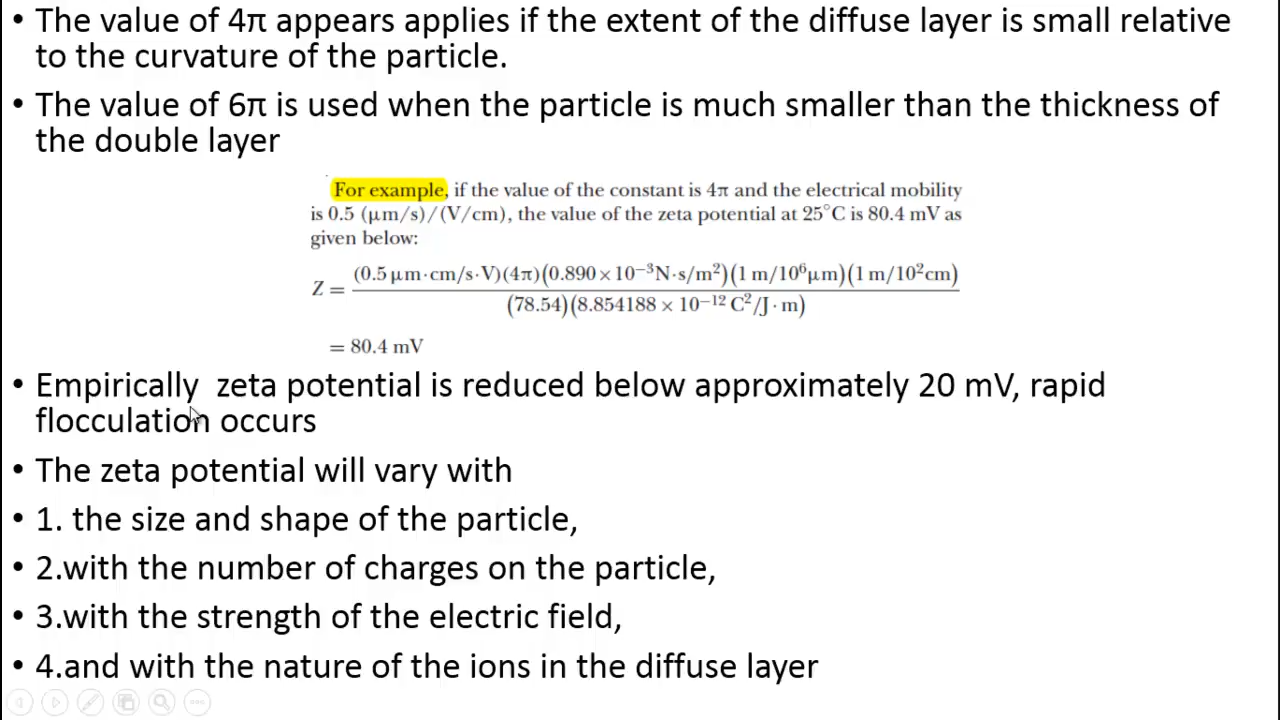 • The value of 4π appears applies if the extent of the diffuse layer is small relative
to the curvature of the particle.
• The value of 6π is used when the particle is much smaller than the thickness of
the double layer
For example, if the value of the constant is 4π and the electrical mobility
is 0.5 (μm/s)/(V/cm), the value of the zeta potential at 25°C is 80.4 mV as
given below:
Z = (0.5 μm·cm/s·V)(4π)(0.890 × 10⁻³N·s/m²)(1 m/10⁶μm)(1 m/10²cm)
(78.54)(8.854188 × 10⁻¹² C²/J · m)
= 80.4 mV
• Empirically zeta potential is reduced below approximately 20 mV, rapid
flocculation occurs
• The zeta potential will vary with
• 1. the size and shape of the particle,
• 2.with the number of charges on the particle,
• 3.with the strength of the electric field,
• 4.and with the nature of the ions in the diffuse layer